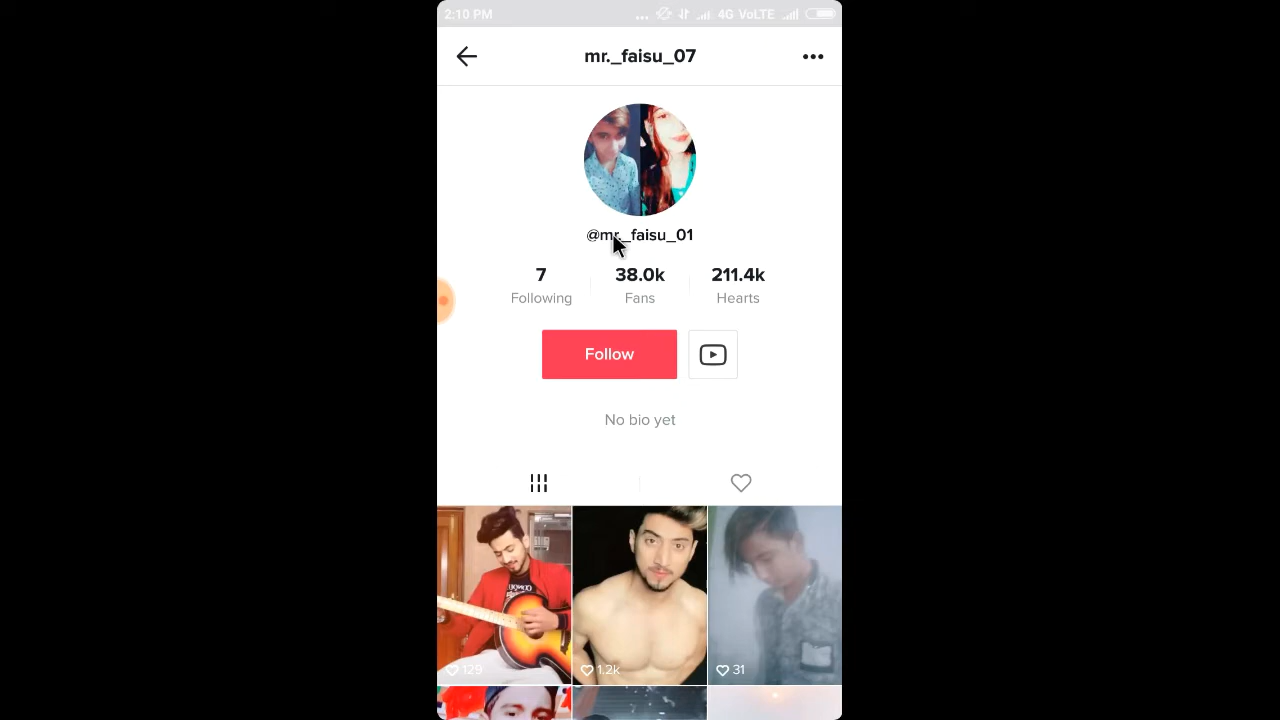 2:10 PM ... 4G VoLTE
mr._faisu_07
@mr._faisu_01
7 38.0k 211.4k
Following Fans Hearts
Follow
No bio yet
129 1.2k 31